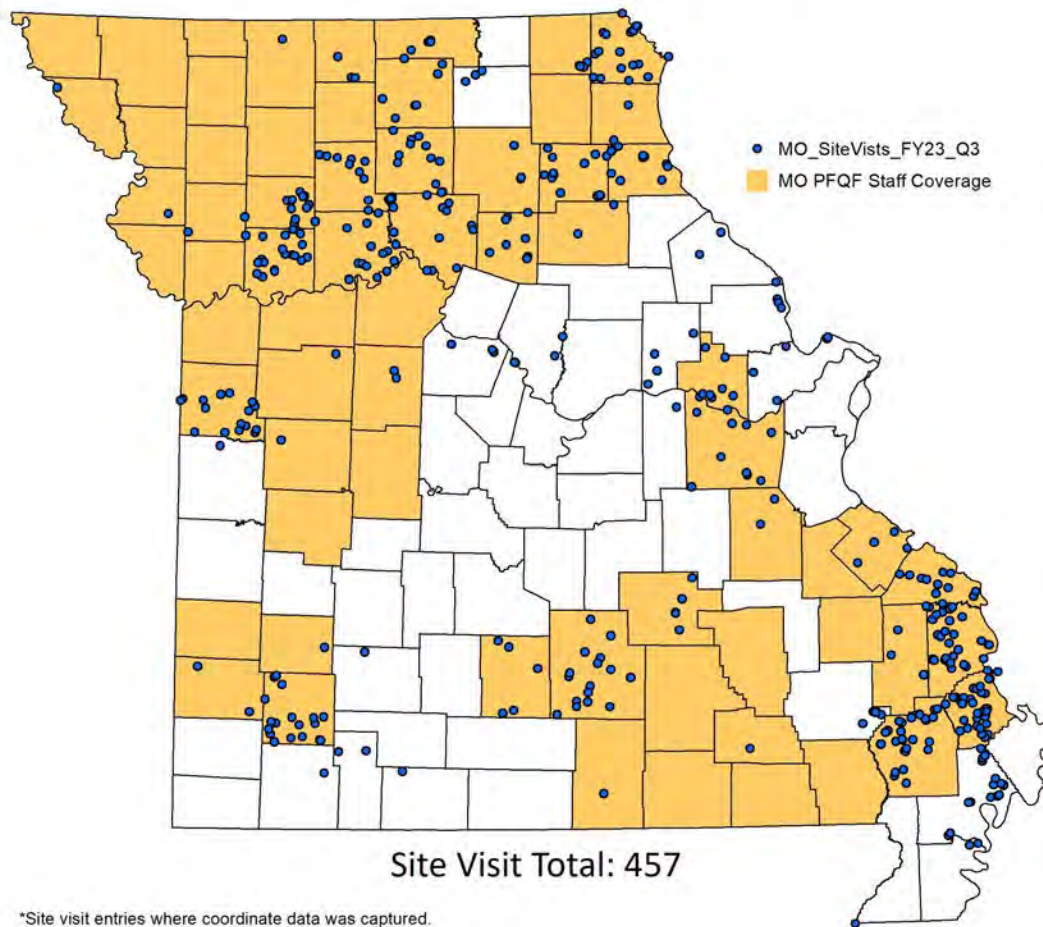 MO_SiteVists_FY23_Q3
MO PFQF Staff Coverage
Site Visit Total: 457
*Site visit entries where coordinate data was captured.